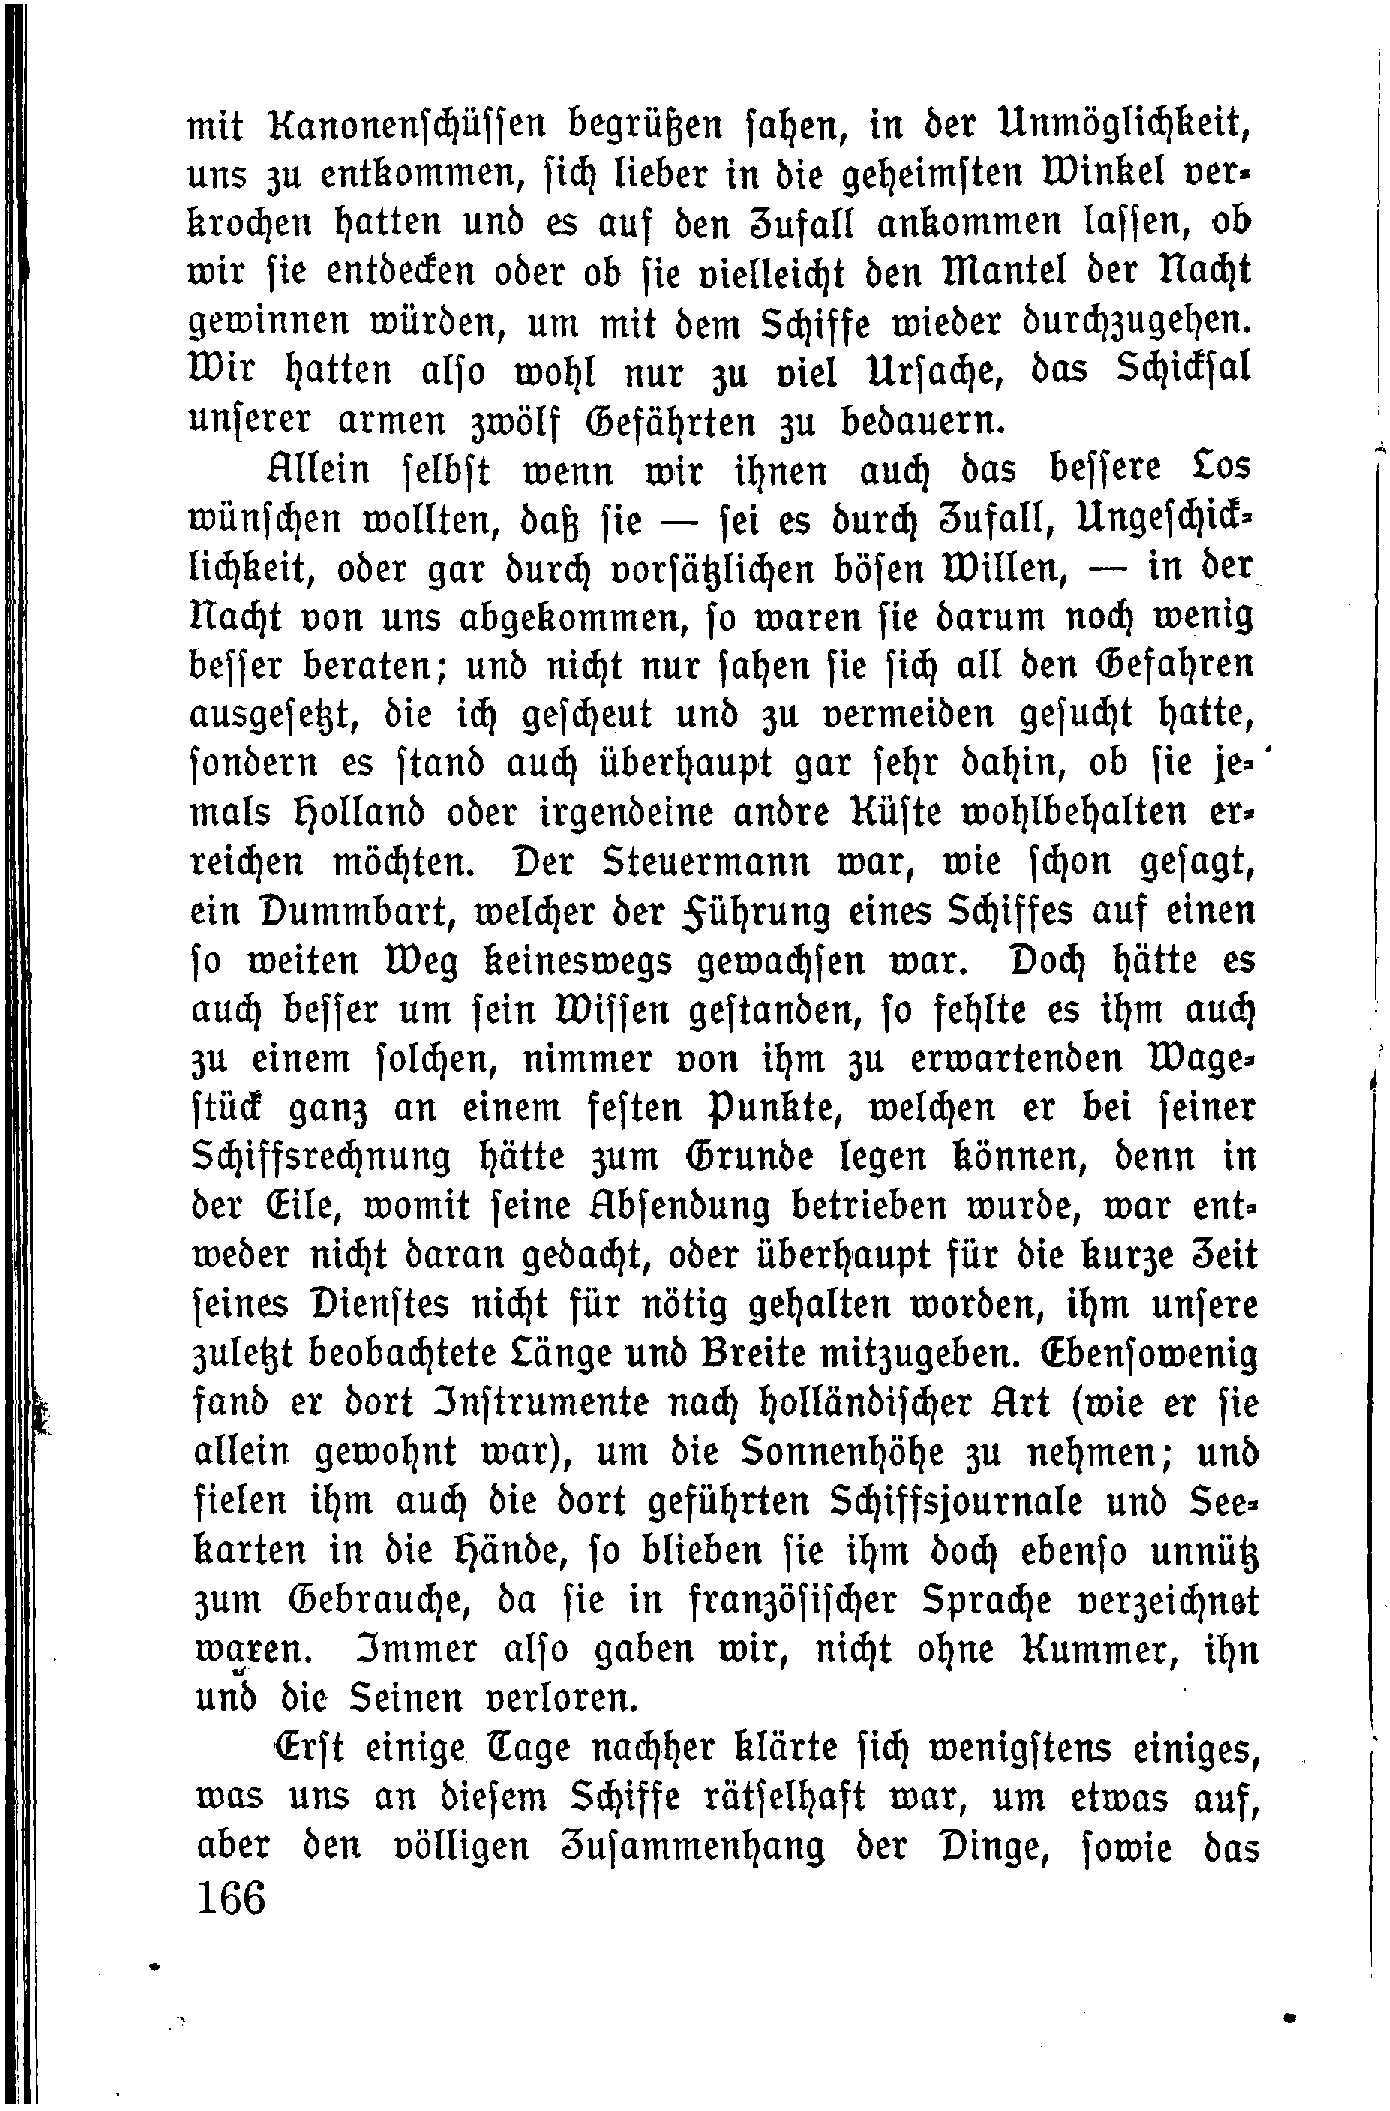 mit Kanonenschüssen begrüßen sahen, in der Unmöglichkeit,
uns zu entkommen, sich lieber in die geheimsten Winkel ver-
krochen hatten und es auf den Zufall ankommen lassen, ob
wir sie entdecken oder ob sie vielleicht den Mantel der Nacht
gewinnen würden, um mit dem Schiffe wieder durchzugehen.
Wir hatten also wohl nur zu viel Ursache, das Schicksal
unserer armen zwölf Gefährten zu bedauern.
Allein selbst wenn wir ihnen auch das bessere Los
wünschen wollten, daß sie — sei es durch Zufall, Ungeschick-
lichkeit, oder gar durch vorsätzlichen bösen Willen, — in der
Nacht von uns abgekommen, so waren sie darum noch wenig
besser beraten; und nicht nur sahen sie sich all den Gefahren
ausgesetzt, die ich gescheut und zu vermeiden gesucht hatte,
sondern es stand auch überhaupt gar sehr dahin, ob sie je-
mals Holland oder irgendeine andre Küste wohlbehalten er-
reichen möchten. Der Steuermann war, wie schon gesagt,
ein Dummbart, welcher der Führung eines Schiffes auf einen
so weiten Weg keineswegs gewachsen war. Doch hätte es
auch besser um sein Wissen gestanden, so fehlte es ihm auch
zu einem solchen, nimmer von ihm zu erwartenden Wage-
stück ganz an einem festen Punkte, welchen er bei seiner
Schiffsrechnung hätte zum Grunde legen können, denn in
der Eile, womit seine Absendung betrieben wurde, war ent-
weder nicht daran gedacht, oder überhaupt für die kurze Zeit
seines Dienstes nicht für nötig gehalten worden, ihm unsere
zuletzt beobachtete Länge und Breite mitzugeben. Ebensowenig
fand er dort Instrumente nach holländischer Art (wie er sie
allein gewohnt war), um die Sonnenhöhe zu nehmen; und
fielen ihm auch die dort geführten Schiffsjournale und See-
karten in die Hände, so blieben sie ihm doch ebenso unnütz
zum Gebrauche, da sie in französischer Sprache verzeichnet
waren. Immer also gaben wir, nicht ohne Kummer, ihn
und die Seinen verloren.
Erst einige Tage nachher klärte sich wenigstens einiges,
was uns an diesem Schiffe rätselhaft war, um etwas auf,
aber den völligen Zusammenhang der Dinge, sowie das
166